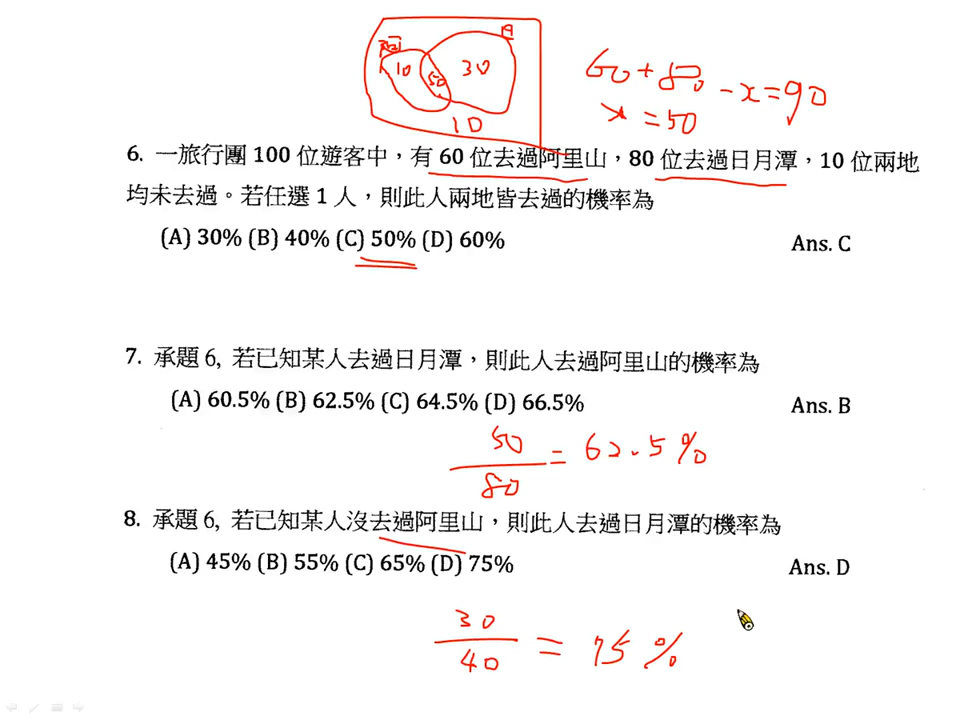 阿
日
10
50
30
10
60+80-x=90
x=50
6. 一旅行團 100 位遊客中，有 60 位去過阿里山，80 位去過日月潭，10 位兩地
均未去過。若任選 1 人，則此人兩地皆去過的機率為
(A) 30% (B) 40% (C) 50% (D) 60% Ans. C
7. 承題 6, 若已知某人去過日月潭，則此人去過阿里山的機率為
(A) 60.5% (B) 62.5% (C) 64.5% (D) 66.5% Ans. B
50
80
= 62.5%
8. 承題 6, 若已知某人沒去過阿里山，則此人去過日月潭的機率為
(A) 45% (B) 55% (C) 65% (D) 75% Ans. D
30
40
= 75%